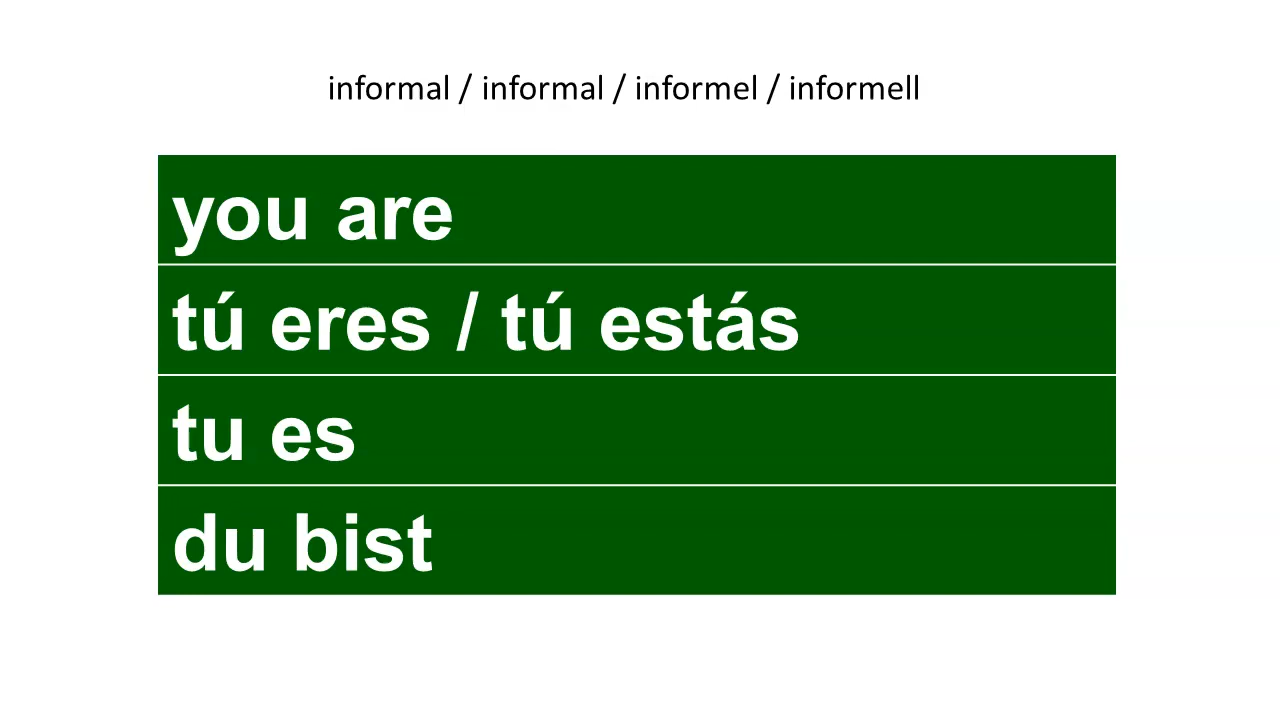 informal / informal / informel / informell
you are
tú eres / tú estás
tu es
du bist